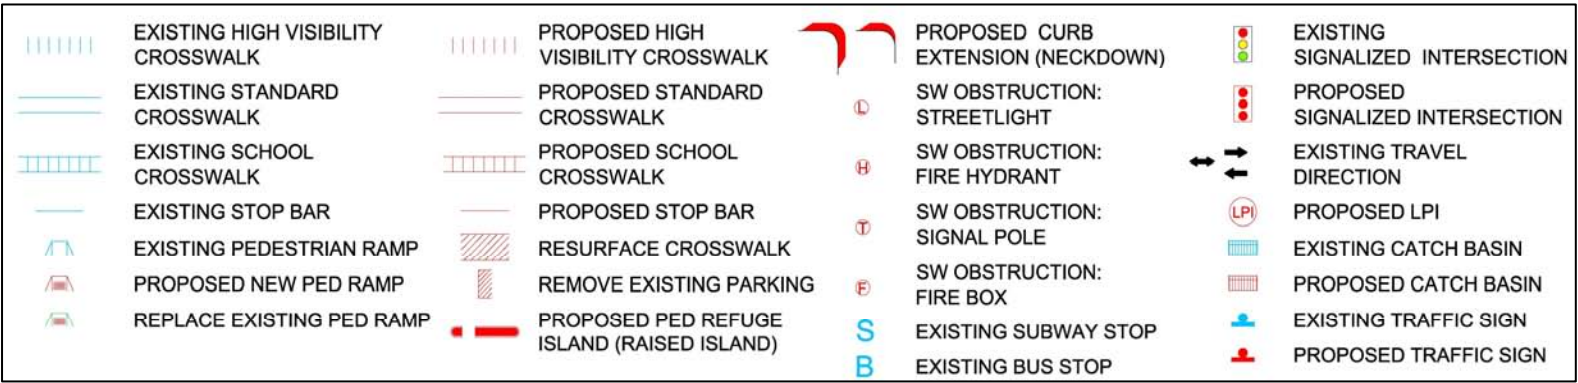 EXISTING HIGH VISIBILITY
CROSSWALK
EXISTING STANDARD
CROSSWALK
EXISTING SCHOOL
CROSSWALK
EXISTING STOP BAR
EXISTING PEDESTRIAN RAMP
PROPOSED NEW PED RAMP
REPLACE EXISTING PED RAMP
PROPOSED HIGH
VISIBILITY CROSSWALK
PROPOSED STANDARD
CROSSWALK
PROPOSED SCHOOL
CROSSWALK
PROPOSED STOP BAR
RESURFACE CROSSWALK
REMOVE EXISTING PARKING
PROPOSED PED REFUGE
ISLAND (RAISED ISLAND)
PROPOSED CURB
EXTENSION (NECKDOWN)
L SW OBSTRUCTION:
STREETLIGHT
H SW OBSTRUCTION:
FIRE HYDRANT
T SW OBSTRUCTION:
SIGNAL POLE
F SW OBSTRUCTION:
FIRE BOX
S EXISTING SUBWAY STOP
B EXISTING BUS STOP
EXISTING
SIGNALIZED INTERSECTION
PROPOSED
SIGNALIZED INTERSECTION
EXISTING TRAVEL
DIRECTION
LPI PROPOSED LPI
EXISTING CATCH BASIN
PROPOSED CATCH BASIN
EXISTING TRAFFIC SIGN
PROPOSED TRAFFIC SIGN